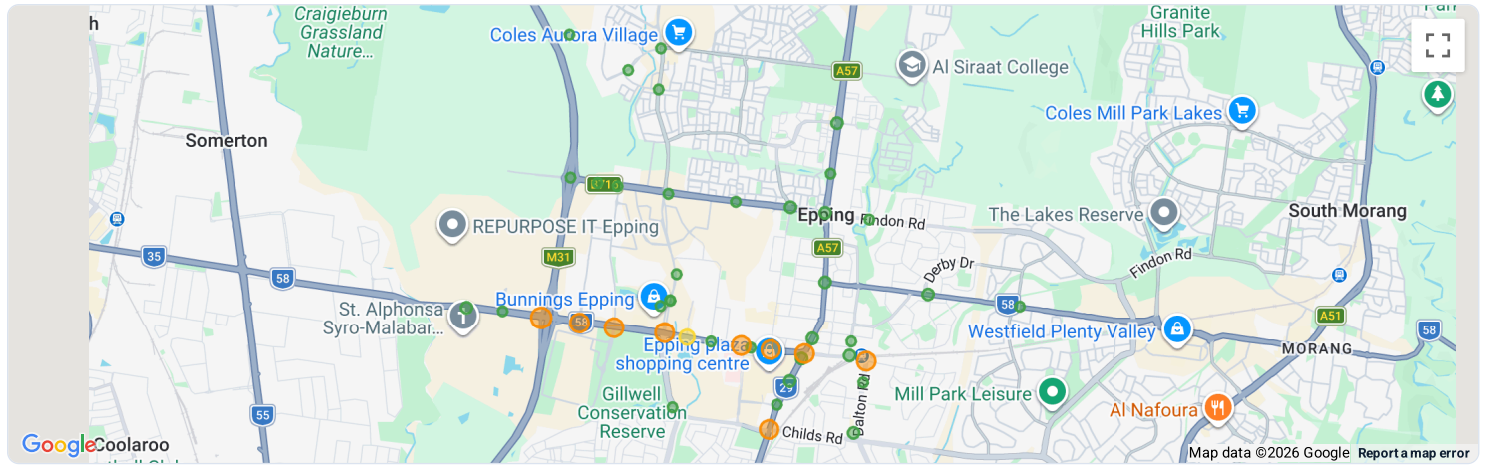 Craigieburn
Grassland
Nature...
Coles Aurora Village
A57
Al Siraat College
Granite
Hills Park
Coles Mill Park Lakes
Somerton
B716
REPURPOSE IT Epping
Epping
Findon Rd
The Lakes Reserve
South Morang
35
58
M31
A57
Derby Dr
Findon Rd
Bunnings Epping
St. Alphonsa
Syro-Malabar...
58
58
A51
58
Westfield Plenty Valley
MORANG
Epping plaza
shopping centre
29
Dalton Rd
Gillwell
Conservation
Reserve
Mill Park Leisure
Al Nafoura
55
Childs Rd
Google
Coolaroo
Map data ©2026 Google
Report a map error